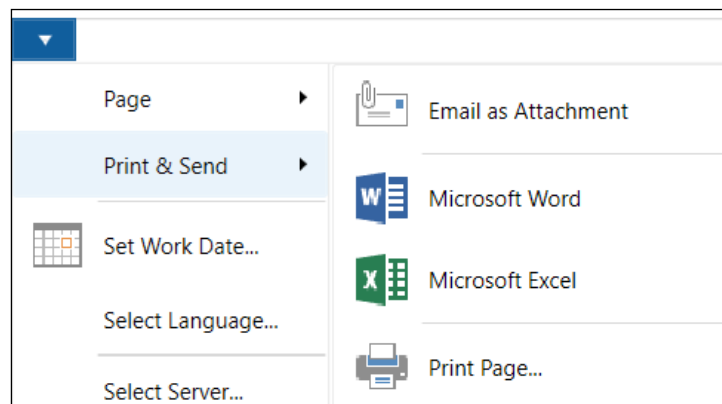 Page
Print & Send
Set Work Date...
Select Language...
Select Server...
Email as Attachment
Microsoft Word
Microsoft Excel
Print Page...